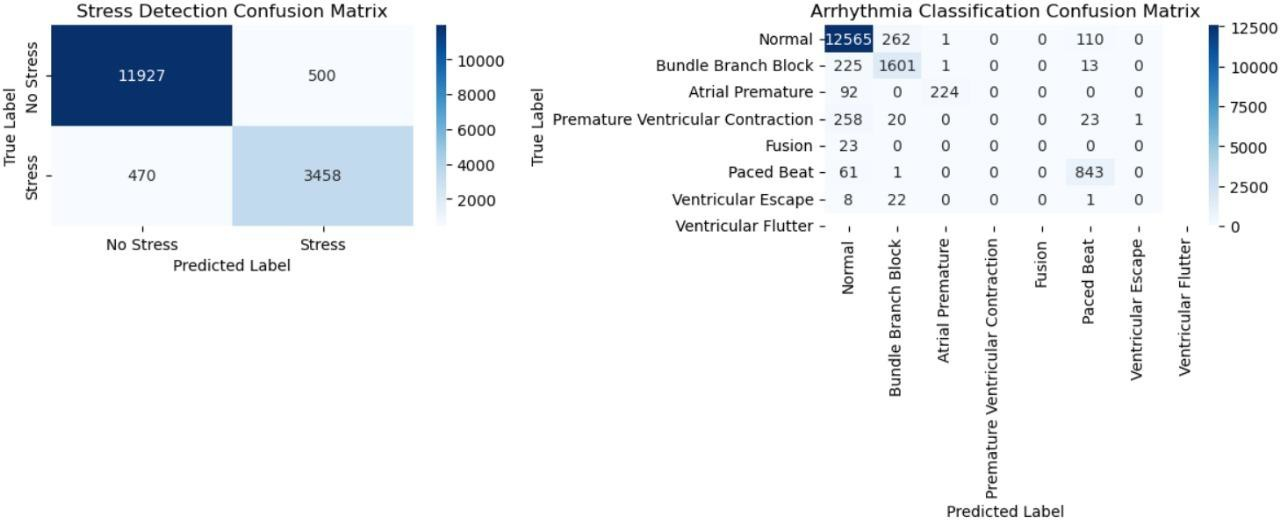 Stress Detection Confusion Matrix
True Label
No Stress
Stress
11927 500
470 3458
No Stress Stress
Predicted Label
10000
8000
6000
4000
2000
Arrhythmia Classification Confusion Matrix
True Label
Normal 12565 262 1 0 0 110 0
Bundle Branch Block 225 1601 1 0 0 13 0
Atrial Premature 92 0 224 0 0 0 0
Premature Ventricular Contraction 258 20 0 0 0 23 1
Fusion 23 0 0 0 0 0 0
Paced Beat 61 1 0 0 0 843 0
Ventricular Escape 8 22 0 0 0 1 0
Ventricular Flutter
Normal
Bundle Branch Block
Atrial Premature
Premature Ventricular Contraction
Fusion
Paced Beat
Ventricular Escape
Ventricular Flutter
Predicted Label
12500
10000
7500
5000
2500
0